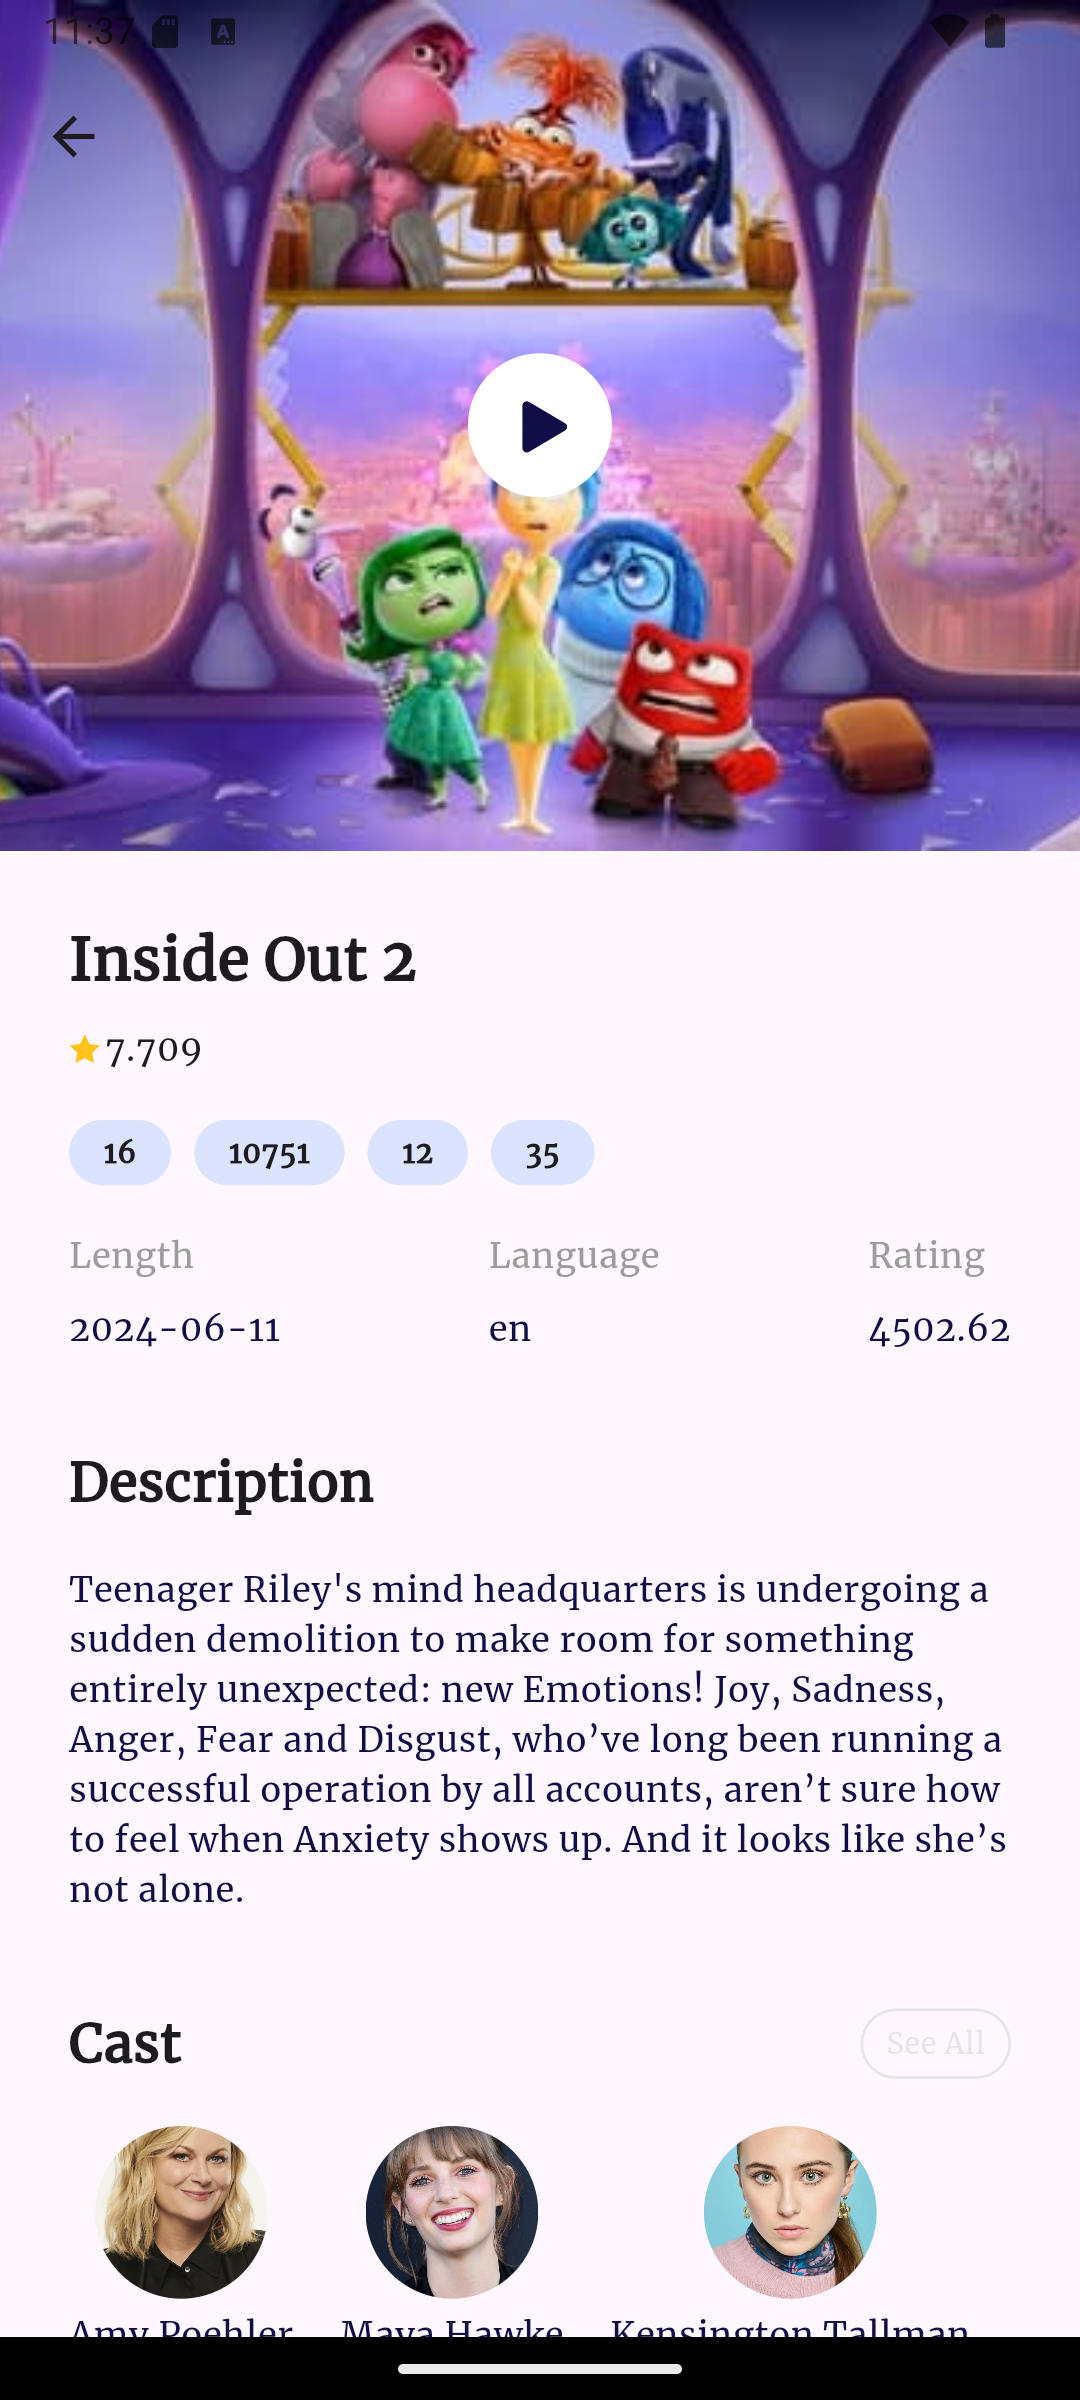 11:37
A
Inside Out 2
7.709
16 10751 12 35
Length Language Rating
2024-06-11 en 4502.62
Description
Teenager Riley's mind headquarters is undergoing a
sudden demolition to make room for something
entirely unexpected: new Emotions! Joy, Sadness,
Anger, Fear and Disgust, who’ve long been running a
successful operation by all accounts, aren’t sure how
to feel when Anxiety shows up. And it looks like she’s
not alone.
Cast See All
Amy Poehler Maya Hawke Kensington Tallman